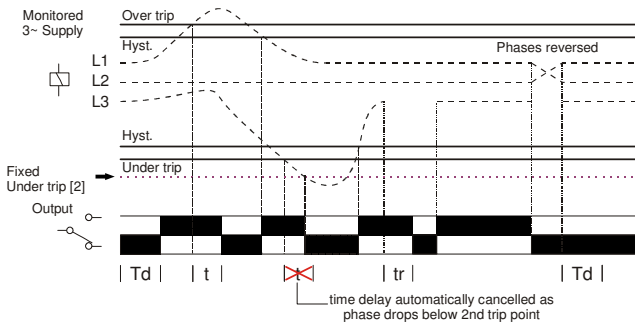 Monitored
3~ Supply
Over trip
Hyst.
L1
Phases reversed
L2
L3
Hyst.
Under trip
Fixed
Under trip [2]
Output
Td
t
t
tr
Td
time delay automatically cancelled as
phase drops below 2nd trip point